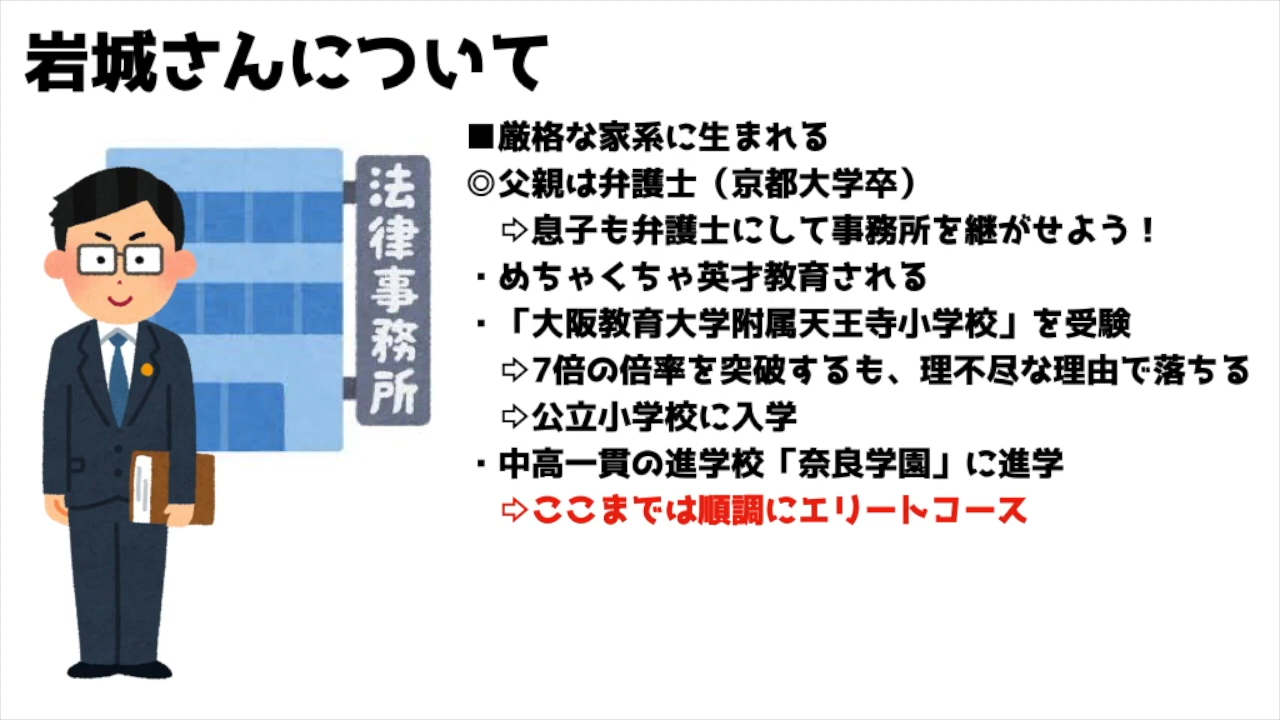 岩城さんについて
法律事務所
■厳格な家系に生まれる
◎父親は弁護士（京都大学卒）
⇨息子も弁護士にして事務所を継がせよう！
・めちゃくちゃ英才教育される
・「大阪教育大学附属天王寺小学校」を受験
⇨7倍の倍率を突破するも、理不尽な理由で落ちる
⇨公立小学校に入学
・中高一貫の進学校「奈良学園」に進学
⇨ここまでは順調にエリートコース